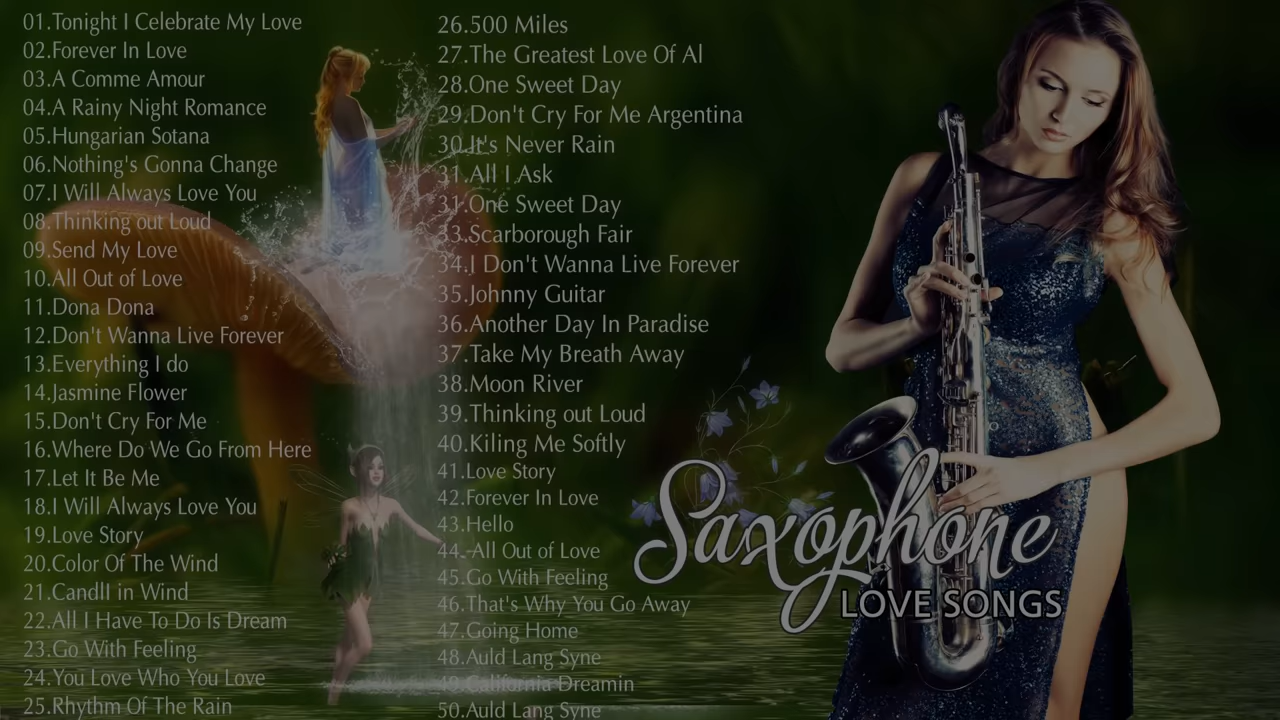 01.Tonight I Celebrate My Love
02.Forever In Love
03.A Comme Amour
04.A Rainy Night Romance
05.Hungarian Sotana
06.Nothing's Gonna Change
07.I Will Always Love You
08.Thinking out Loud
09.Send My Love
10.All Out of Love
11.Dona Dona
12.Don't Wanna Live Forever
13.Everything I do
14.Jasmine Flower
15.Don't Cry For Me
16.Where Do We Go From Here
17.Let It Be Me
18.I Will Always Love You
19.Love Story
20.Color Of The Wind
21.Candll in Wind
22.All I Have To Do Is Dream
23.Go With Feeling
24.You Love Who You Love
25.Rhythm Of The Rain
26.500 Miles
27.The Greatest Love Of Al
28.One Sweet Day
29.Don't Cry For Me Argentina
30.It's Never Rain
31.All I Ask
31.One Sweet Day
33.Scarborough Fair
34.I Don't Wanna Live Forever
35.Johnny Guitar
36.Another Day In Paradise
37.Take My Breath Away
38.Moon River
39.Thinking out Loud
40.Kiling Me Softly
41.Love Story
42.Forever In Love
43.Hello
44.All Out of Love
45.Go With Feeling
46.That's Why You Go Away
47.Going Home
48.Auld Lang Syne
49.California Dreamin
50.Auld Lang Syne
Saxophone
LOVE SONGS